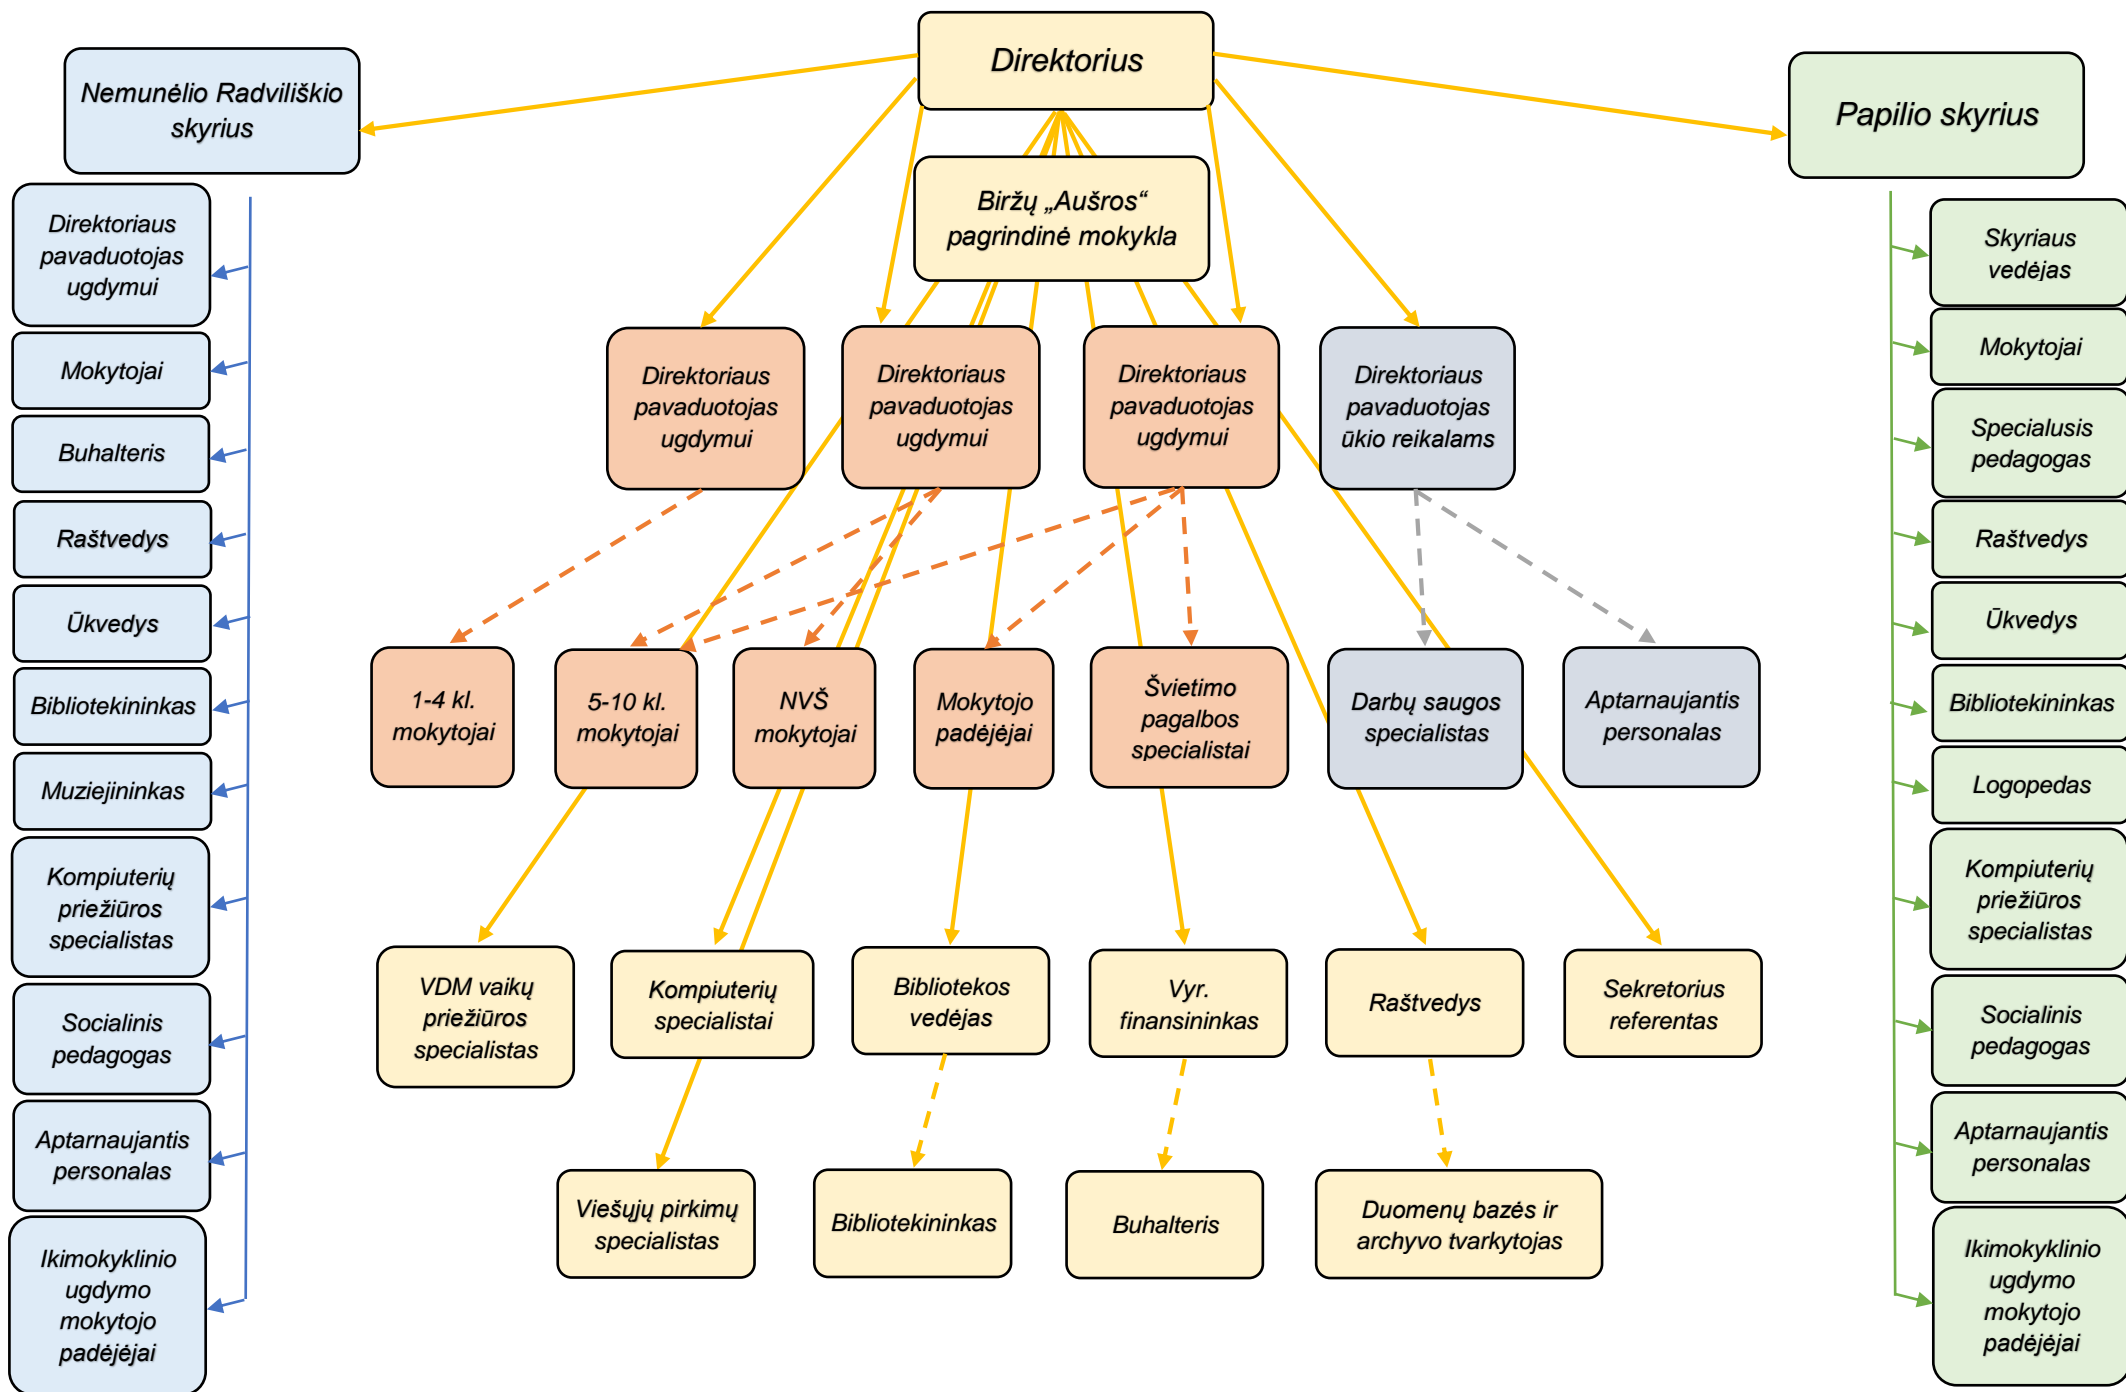 Direktorius
Nemunėlio Radviliškio
skyrius
Papilio skyrius
Biržų „Aušros“
pagrindinė mokykla
Direktoriaus
pavaduotojas
ugdymui
Mokytojai
Buhalteris
Raštvedys
Ūkvedys
Bibliotekininkas
Muziejininkas
Kompiuterių
priežiūros
specialistas
Socialinis
pedagogas
Aptarnaujantis
personalas
Ikimokyklinio
ugdymo
mokytojo
padėjėjai
Direktoriaus
pavaduotojas
ugdymui
Direktoriaus
pavaduotojas
ugdymui
Direktoriaus
pavaduotojas
ugdymui
Direktoriaus
pavaduotojas
ūkio reikalams
1-4 kl.
mokytojai
5-10 kl.
mokytojai
NVŠ
mokytojai
Mokytojo
padėjėjai
Švietimo
pagalbos
specialistai
Darbų saugos
specialistas
Aptarnaujantis
personalas
VDM vaikų
priežiūros
specialistas
Kompiuterių
specialistai
Bibliotekos
vedėjas
Vyr.
finansininkas
Raštvedys
Sekretorius
referentas
Viešųjų pirkimų
specialistas
Bibliotekininkas
Buhalteris
Duomenų bazės ir
archyvo tvarkytojas
Skyriaus
vedėjas
Mokytojai
Specialusis
pedagogas
Raštvedys
Ūkvedys
Bibliotekininkas
Logopedas
Kompiuterių
priežiūros
specialistas
Socialinis
pedagogas
Aptarnaujantis
personalas
Ikimokyklinio
ugdymo
mokytojo
padėjėjai